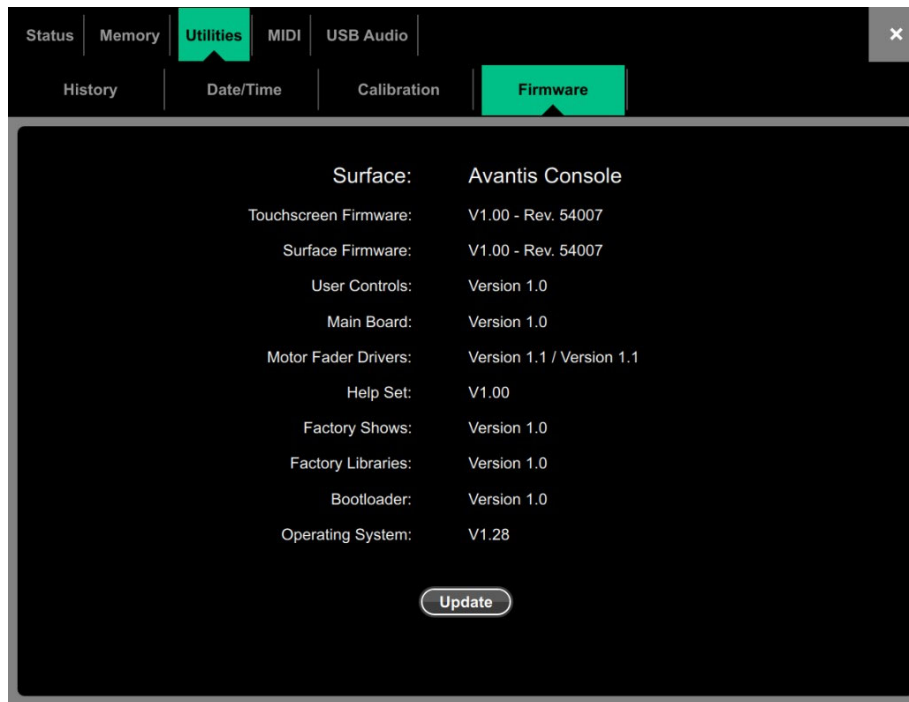 Status Memory Utilities MIDI USB Audio ×
History Date/Time Calibration Firmware
Surface: Avantis Console
Touchscreen Firmware: V1.00 - Rev. 54007
Surface Firmware: V1.00 - Rev. 54007
User Controls: Version 1.0
Main Board: Version 1.0
Motor Fader Drivers: Version 1.1 / Version 1.1
Help Set: V1.00
Factory Shows: Version 1.0
Factory Libraries: Version 1.0
Bootloader: Version 1.0
Operating System: V1.28
Update